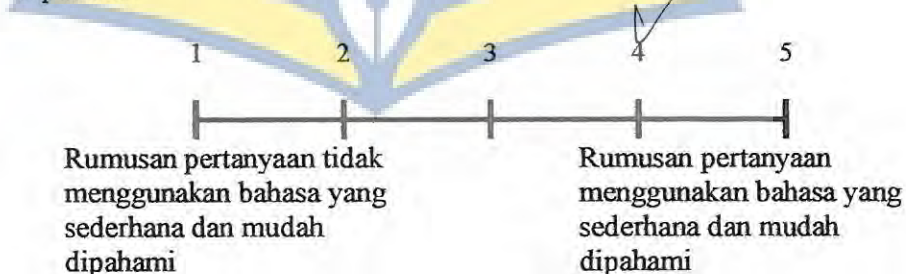 1 2 3 4 5
Rumusan pertanyaan tidak
menggunakan bahasa yang
sederhana dan mudah
dipahami
Rumusan pertanyaan
menggunakan bahasa yang
sederhana dan mudah
dipahami